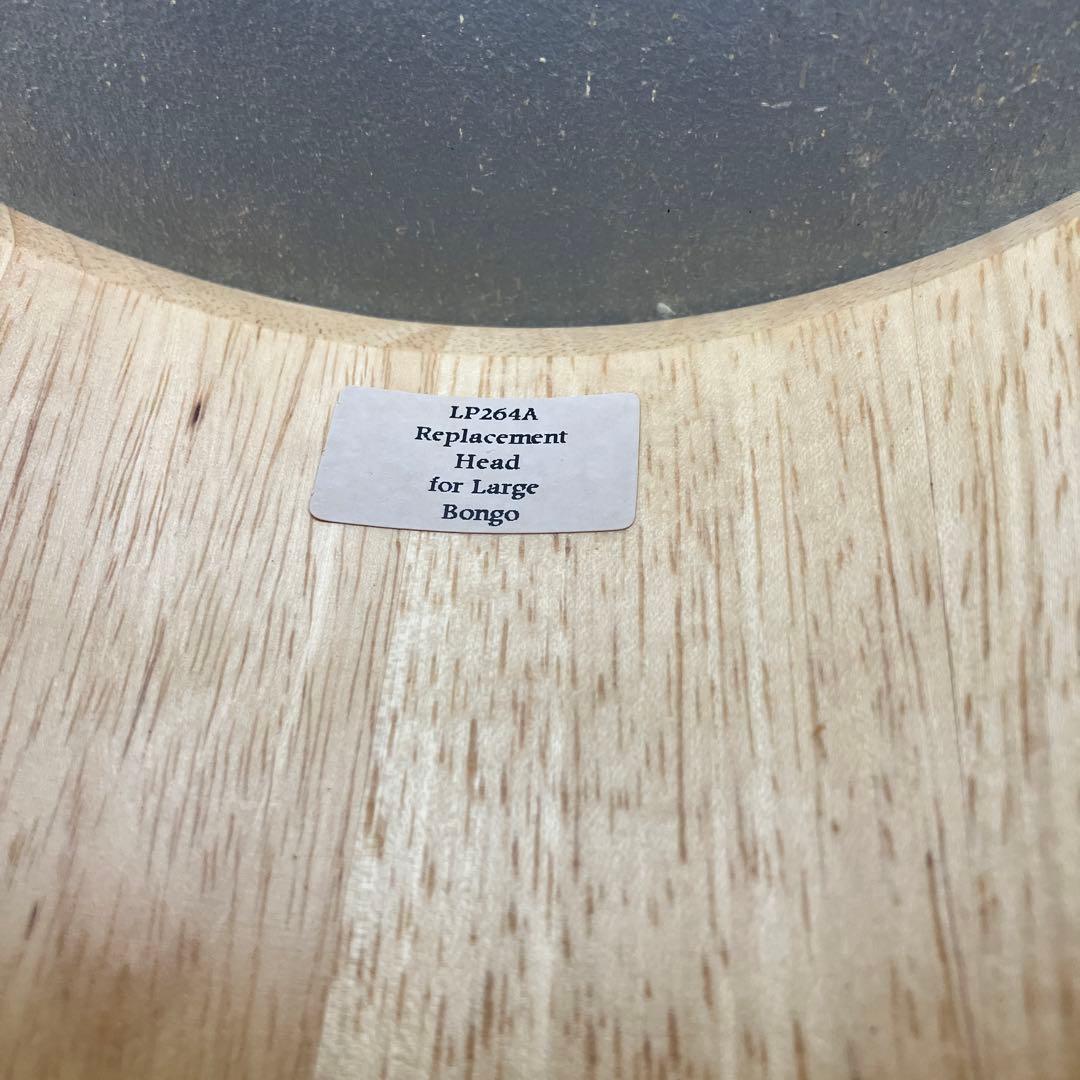 LP264A
Replacement
Head
for Large
Bongo